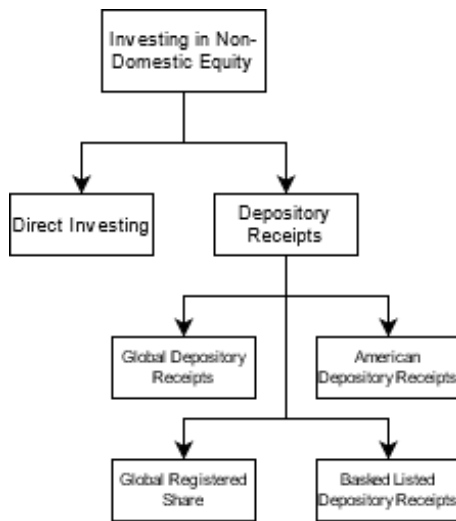 Investing in Non-
Domestic Equity
Direct Investing
Depository
Receipts
Global Depository
Receipts
American
Depository Receipts
Global Registered
Share
Basked Listed
Depository Receipts